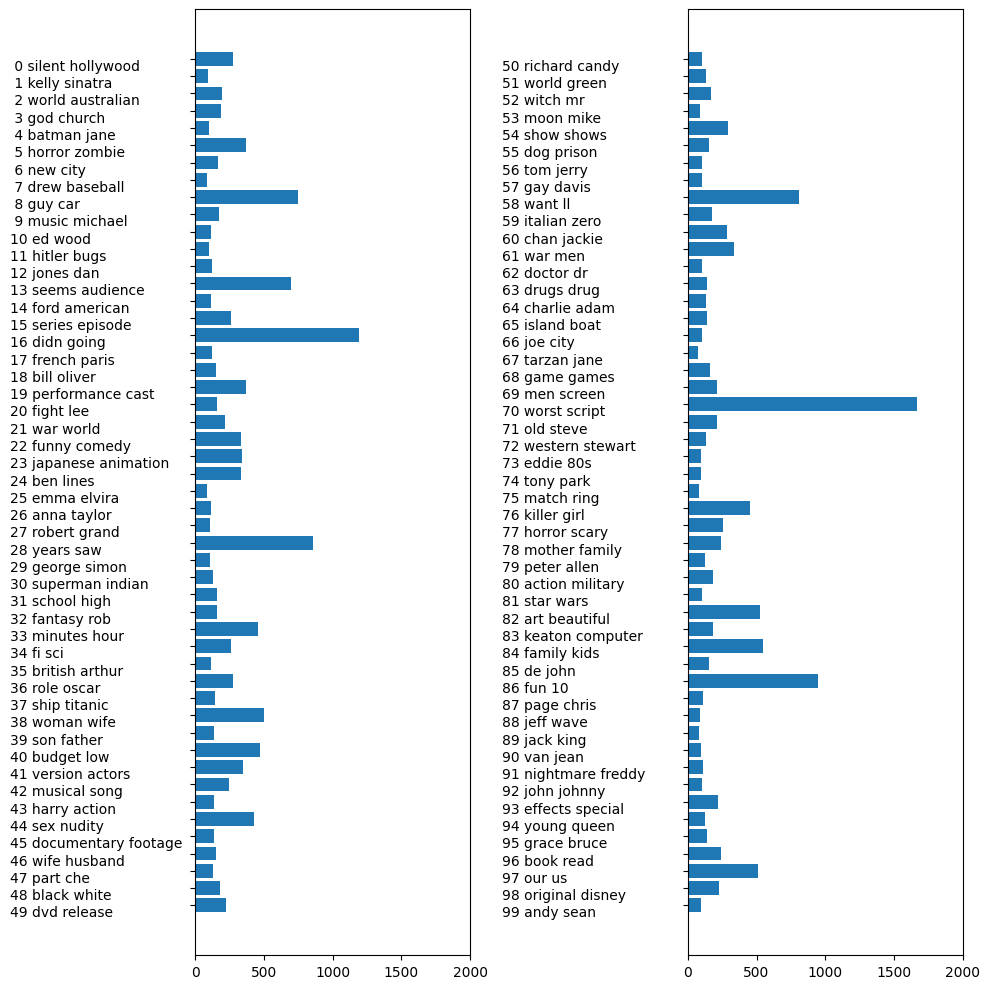 0 silent hollywood
1 kelly sinatra
2 world australian
3 god church
4 batman jane
5 horror zombie
6 new city
7 drew baseball
8 guy car
9 music michael
10 ed wood
11 hitler bugs
12 jones dan
13 seems audience
14 ford american
15 series episode
16 didn going
17 french paris
18 bill oliver
19 performance cast
20 fight lee
21 war world
22 funny comedy
23 japanese animation
24 ben lines
25 emma elvira
26 anna taylor
27 robert grand
28 years saw
29 george simon
30 superman indian
31 school high
32 fantasy rob
33 minutes hour
34 fi sci
35 british arthur
36 role oscar
37 ship titanic
38 woman wife
39 son father
40 budget low
41 version actors
42 musical song
43 harry action
44 sex nudity
45 documentary footage
46 wife husband
47 part che
48 black white
49 dvd release
0 500 1000 1500 2000
50 richard candy
51 world green
52 witch mr
53 moon mike
54 show shows
55 dog prison
56 tom jerry
57 gay davis
58 want ll
59 italian zero
60 chan jackie
61 war men
62 doctor dr
63 drugs drug
64 charlie adam
65 island boat
66 joe city
67 tarzan jane
68 game games
69 men screen
70 worst script
71 old steve
72 western stewart
73 eddie 80s
74 tony park
75 match ring
76 killer girl
77 horror scary
78 mother family
79 peter allen
80 action military
81 star wars
82 art beautiful
83 keaton computer
84 family kids
85 de john
86 fun 10
87 page chris
88 jeff wave
89 jack king
90 van jean
91 nightmare freddy
92 john johnny
93 effects special
94 young queen
95 grace bruce
96 book read
97 our us
98 original disney
99 andy sean
0 500 1000 1500 2000